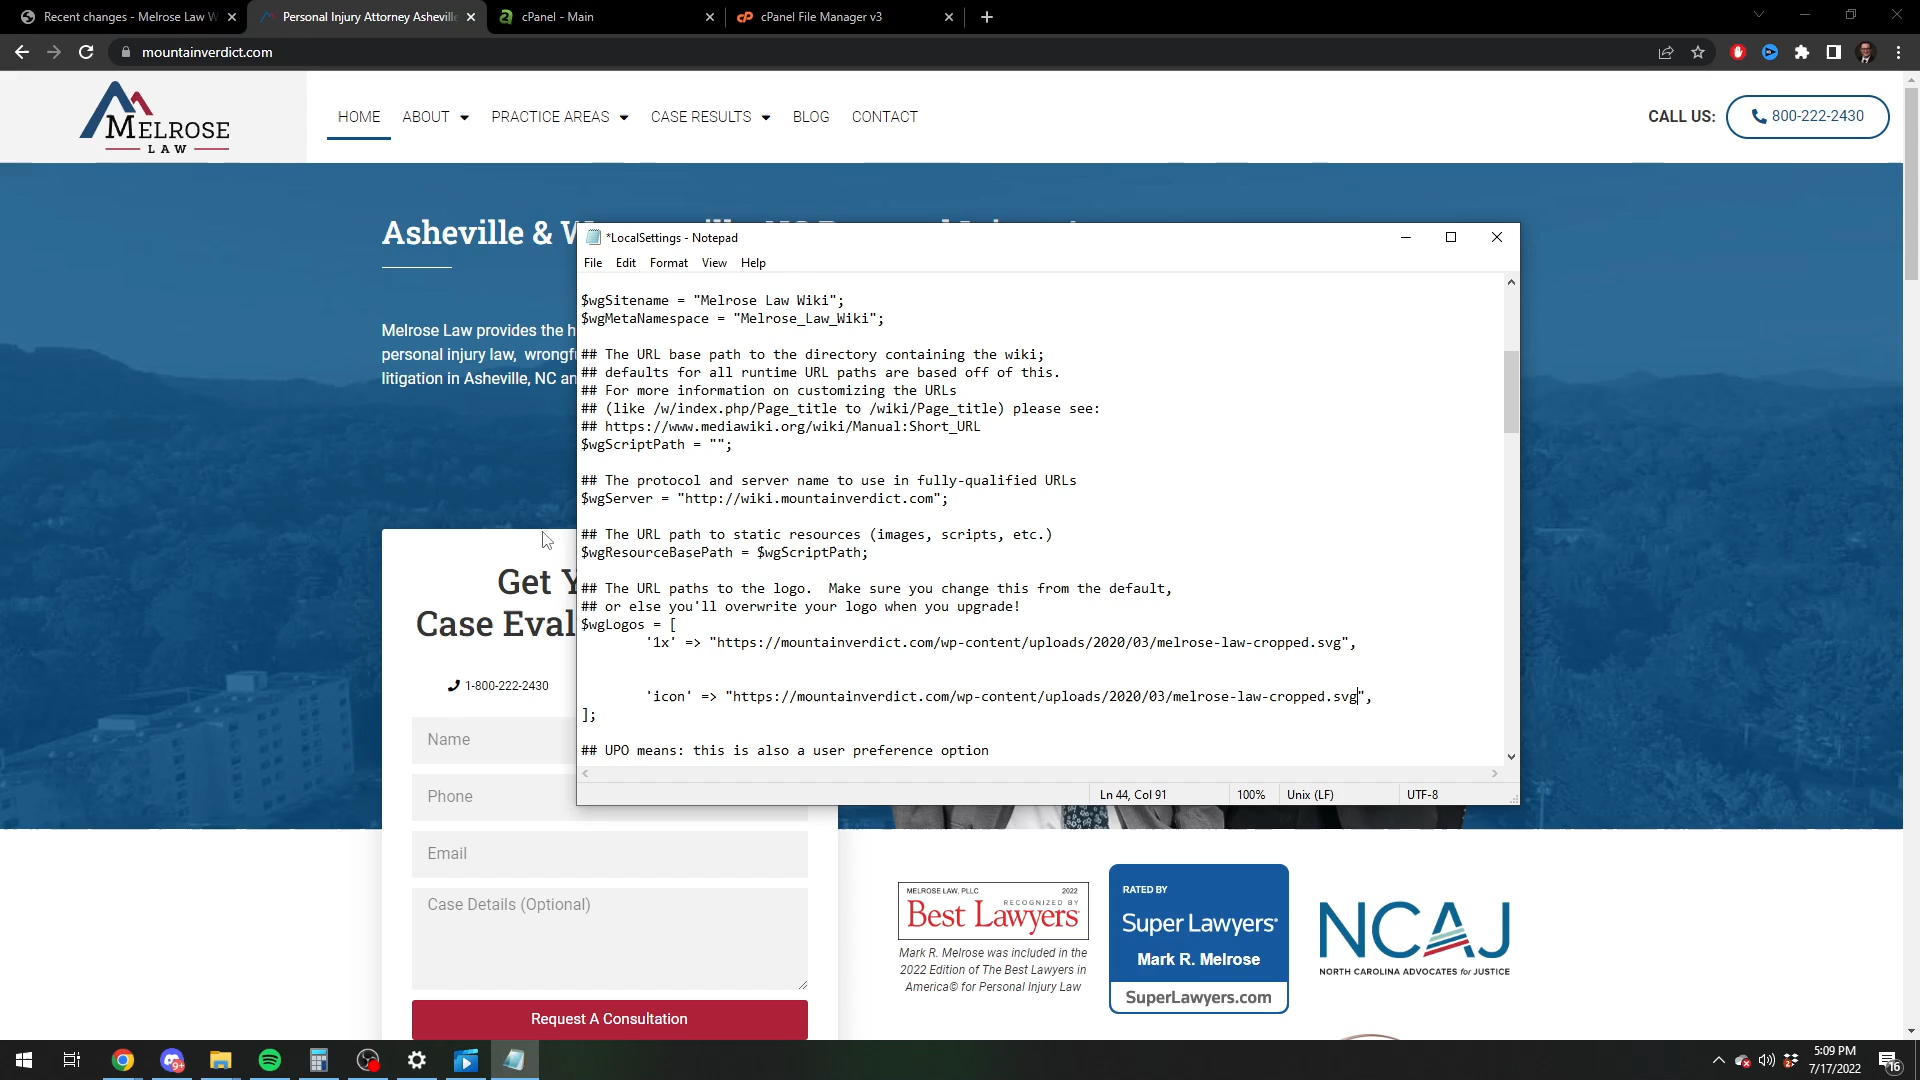 Recent changes - Melrose Law W
Personal Injury Attorney Asheville
cPanel - Main
cPanel File Manager v3
mountainverdict.com
MELROSE
LAW
HOME
ABOUT
PRACTICE AREAS
CASE RESULTS
BLOG
CONTACT
CALL US:
800-222-2430
Asheville &
Melrose Law provides the h
personal injury law, wrongfu
litigation in Asheville, NC an
*LocalSettings - Notepad
File Edit Format View Help
$wgSitename = "Melrose Law Wiki";
$wgMetaNamespace = "Melrose_Law_Wiki";
## The URL base path to the directory containing the wiki;
## defaults for all runtime URL paths are based off of this.
## For more information on customizing the URLs
## (like /w/index.php/Page_title to /wiki/Page_title) please see:
## https://www.mediawiki.org/wiki/Manual:Short_URL
$wgScriptPath = "";
## The protocol and server name to use in fully-qualified URLs
$wgServer = "http://wiki.mountainverdict.com";
## The URL path to static resources (images, scripts, etc.)
$wgResourceBasePath = $wgScriptPath;
## The URL paths to the logo.  Make sure you change this from the default,
## or else you'll overwrite your logo when you upgrade!
$wgLogos = [
'1x' => "https://mountainverdict.com/wp-content/uploads/2020/03/melrose-law-cropped.svg",
'icon' => "https://mountainverdict.com/wp-content/uploads/2020/03/melrose-law-cropped.svg",
];
## UPO means: this is also a user preference option
Ln 44, Col 91
100%
Unix (LF)
UTF-8
Get Y
Case Eval
1-800-222-2430
Name
Phone
Email
Case Details (Optional)
Request A Consultation
MELROSE LAW, PLLC 2022
RECOGNIZED BY
Best Lawyers
Mark R. Melrose was included in the
2022 Edition of The Best Lawyers in
America© for Personal Injury Law
RATED BY
Super Lawyers
Mark R. Melrose
SuperLawyers.com
NCAJ
NORTH CAROLINA ADVOCATES for JUSTICE
9+
5:09 PM
7/17/2022
16